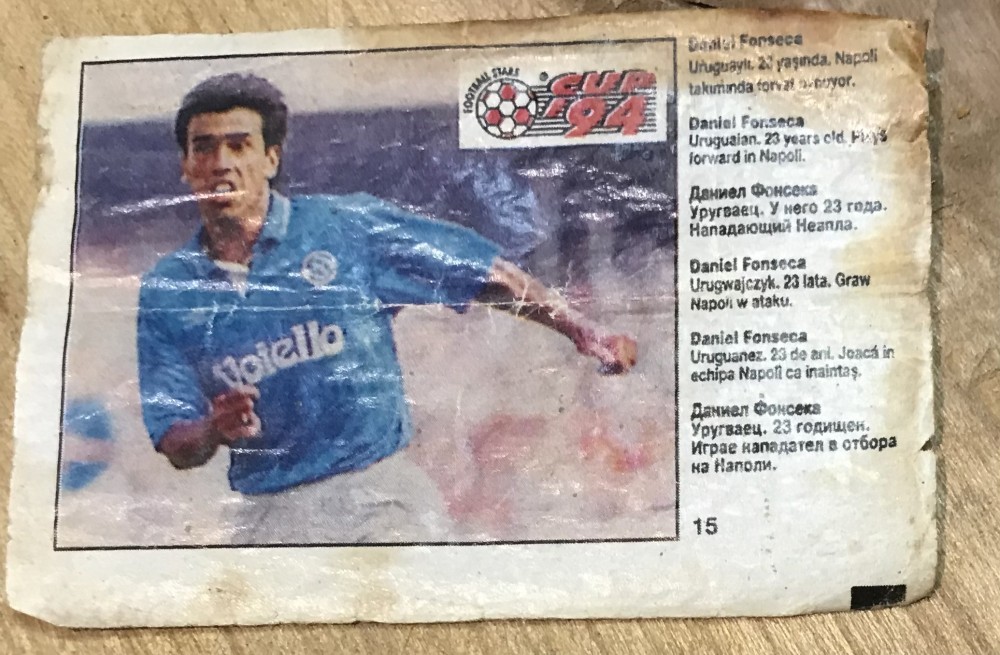 FOOTBALL STARS
CUP
'94
Voiello
Daniel Fonseca
Uruguaylı. 23 yaşında. Napoli
takımında forvet oynuyor.
Daniel Fonseca
Uruguaian. 23 years old. Plays
forward in Napoli.
Даниел Фонсека
Уругваец. У него 23 года.
Нападающий Неапла.
Daniel Fonseca
Urugwajczyk. 23 lata. Graw
Napoli w ataku.
Daniel Fonseca
Uruguanez. 23 de ani. Joacă in
echipa Napoli ca inaintaş.
Даниел Фонсека
Уругваец. 23 годишен.
Играе нападател в отбора
на Наполи.
15